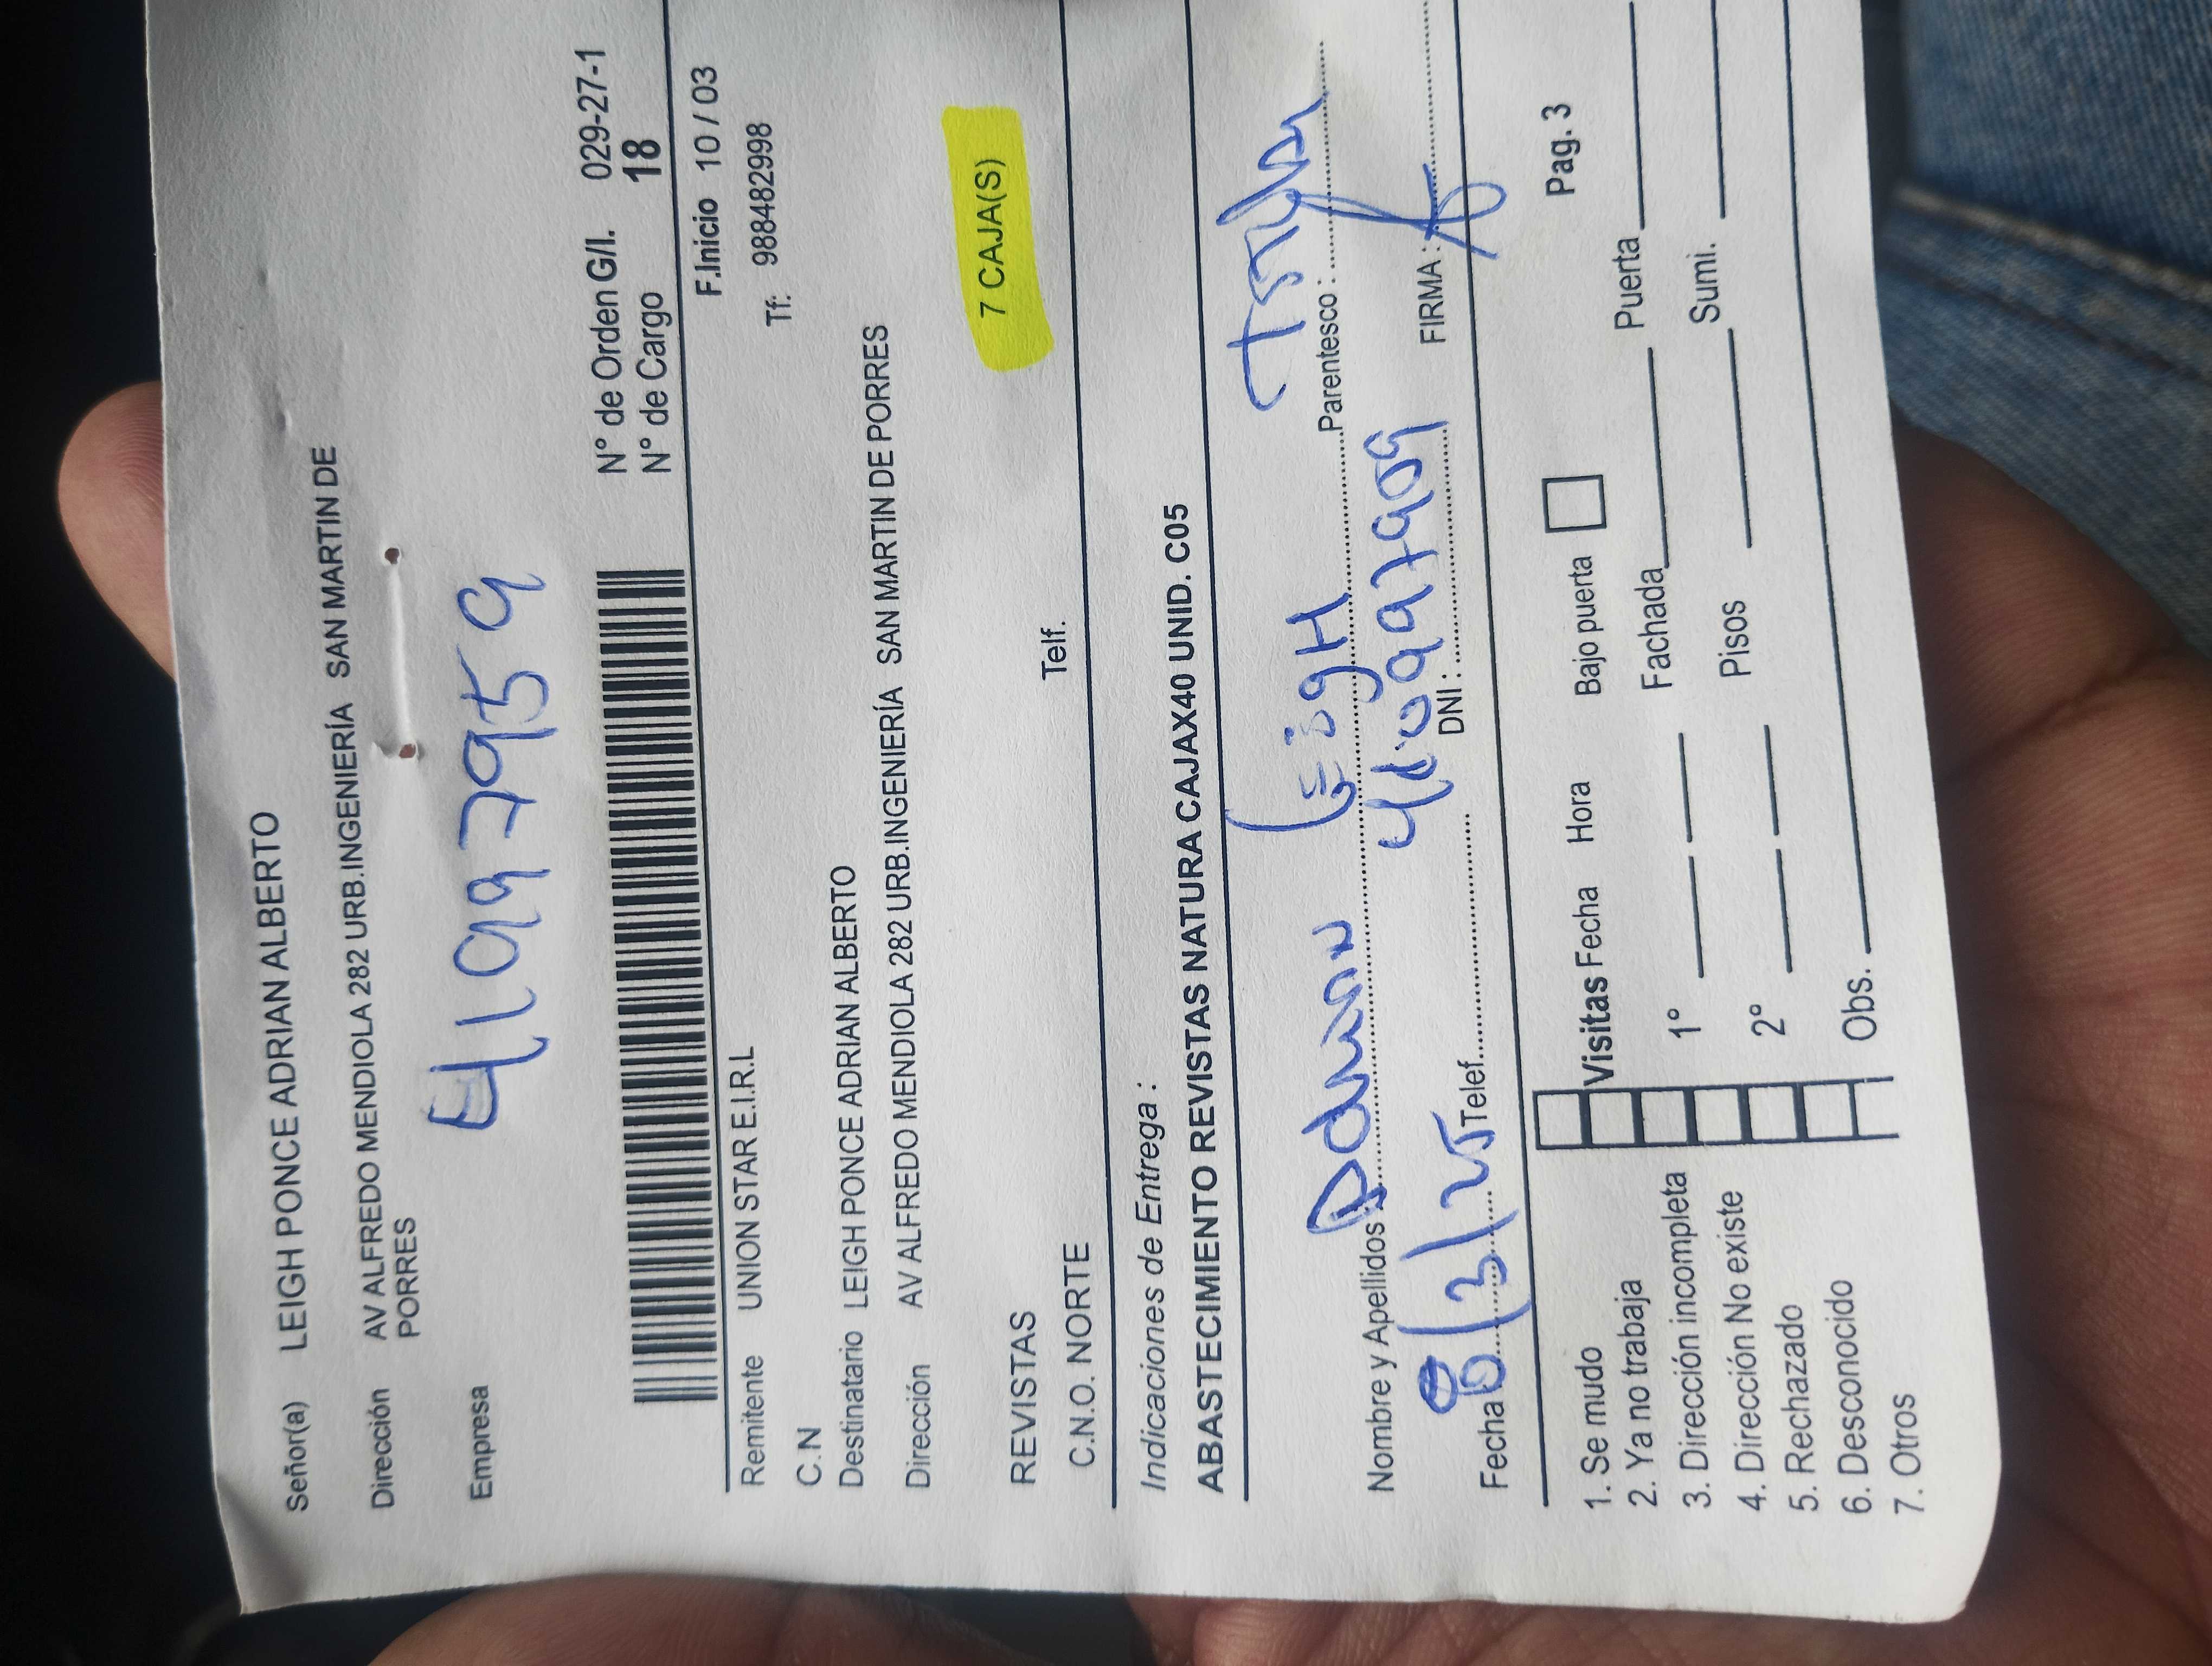 Señor(a) LEIGH PONCE ADRIAN ALBERTO
Dirección AV ALFREDO MENDIOLA 282 URB.INGENIERÍA SAN MARTIN DE
PORRES
Empresa 41997959
N° de Orden G/I. 029-27-1
N° de Cargo 18
F.Inicio 10 / 03
Remitente UNION STAR E.I.R.L Tf: 988482998
C.N
Destinatario LEIGH PONCE ADRIAN ALBERTO
Dirección AV ALFREDO MENDIOLA 282 URB.INGENIERÍA SAN MARTIN DE PORRES
7 CAJA(S)
REVISTAS
C.N.O. NORTE Telf.
Indicaciones de Entrega :
ABASTECIMIENTO REVISTAS NATURA CAJAX40 UNID. C05
Nombre y Apellidos Leigh Parentesco :
Fecha 3/25 Telef. DNI : FIRMA :
Pag. 3
1. Se mudo
2. Ya no trabaja
3. Dirección incompleta
4. Dirección No existe
5. Rechazado
6. Desconocido
7. Otros
Visitas Fecha Hora Bajo puerta
1° Fachada Puerta
2° Pisos Sumi.
Obs.